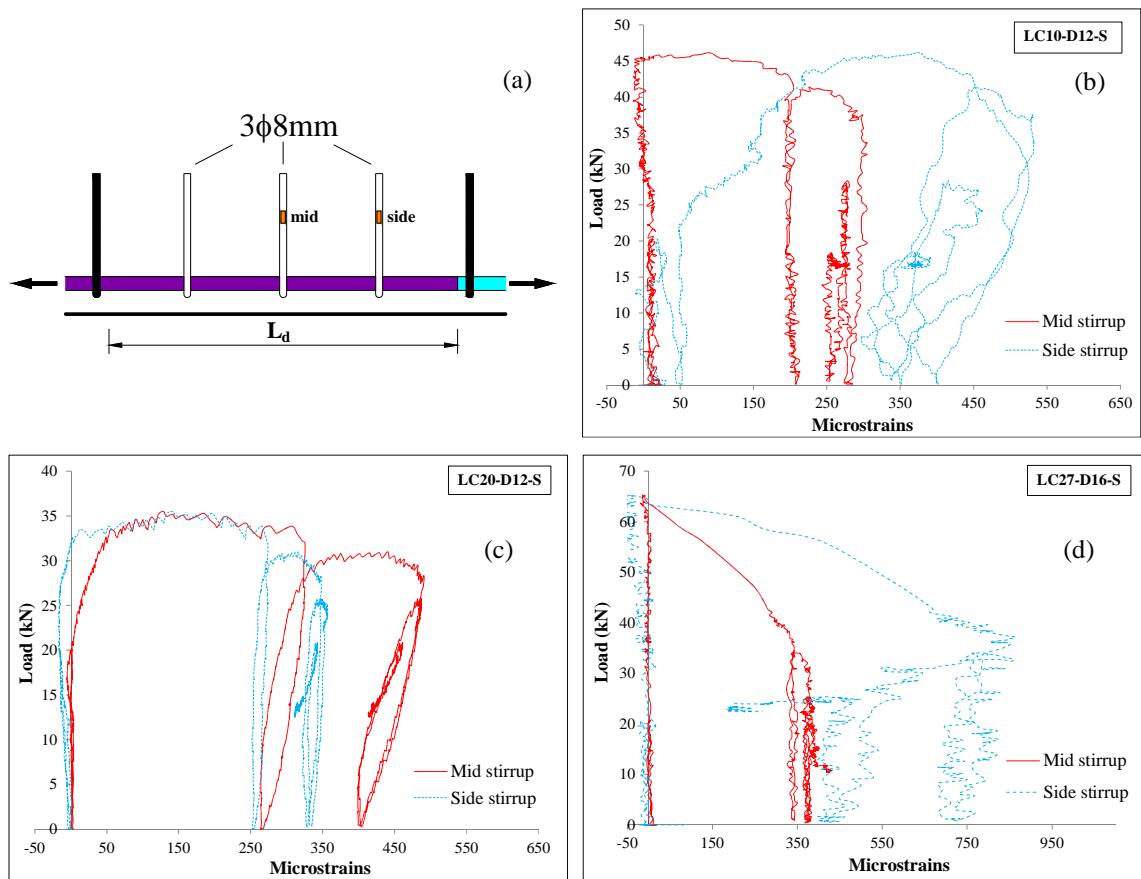 (a)
3ϕ8mm
mid
side
L_d
LC10-D12-S
(b)
Load (kN)
50
45
40
35
30
25
20
15
10
5
0
Mid stirrup
Side stirrup
-50 50 150 250 350 450 550 650
Microstrains
LC20-D12-S
(c)
Load (kN)
40
35
30
25
20
15
10
5
0
Mid stirrup
Side stirrup
-50 50 150 250 350 450 550 650
Microstrains
LC27-D16-S
(d)
Load (kN)
70
60
50
40
30
20
10
0
Mid stirrup
Side stirrup
-50 150 350 550 750 950
Microstrains